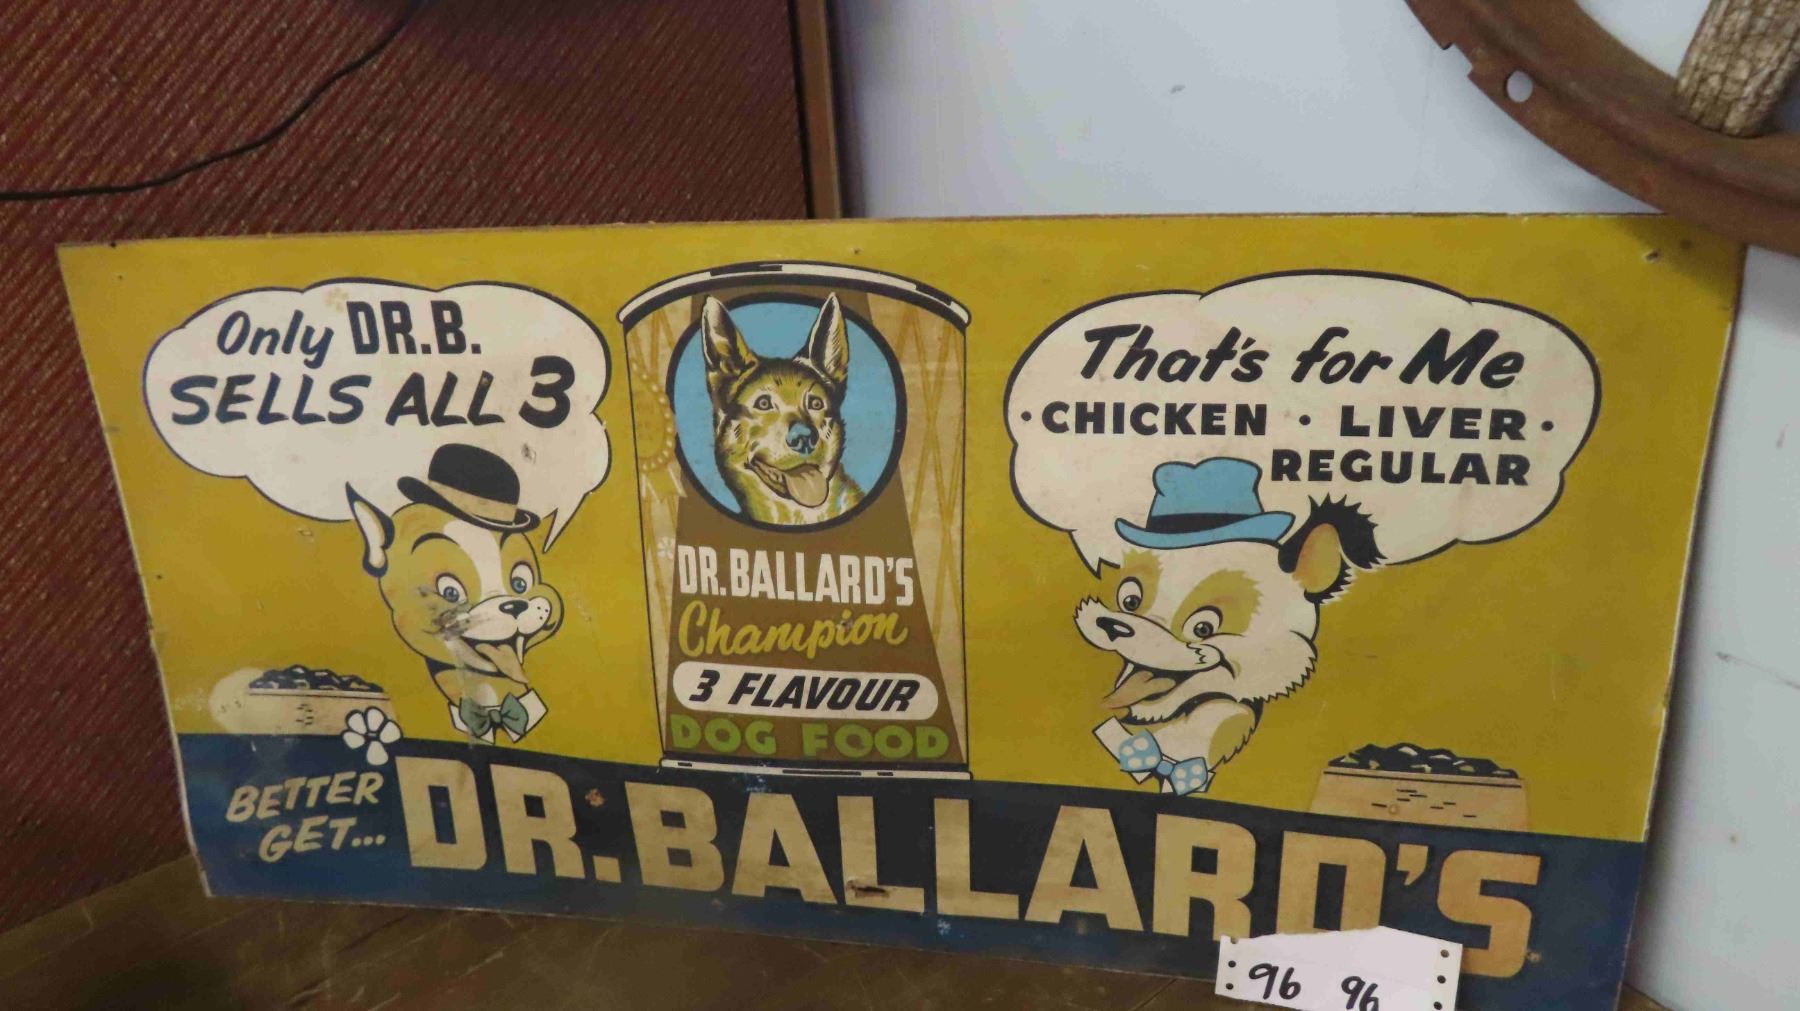 Only DR.B.
SELLS ALL 3
DR. BALLARD'S
Champion
3 FLAVOUR
DOG FOOD
That's for Me
• CHICKEN • LIVER •
REGULAR
BETTER
GET...
DR. BALLARD'S
96 96